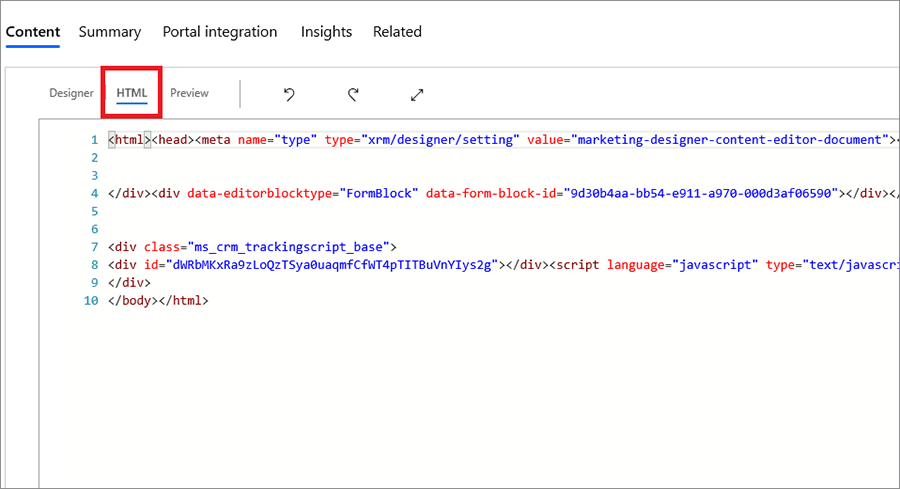 Content Summary Portal integration Insights Related
Designer HTML Preview
1 <html><head><meta name="type" type="xrm/designer/setting" value="marketing-designer-content-editor-document"><
2
3
4 </div><div data-editorblocktype="FormBlock" data-form-block-id="9d30b4aa-bb54-e911-a970-000d3af06590"></div></
5
6
7 <div class="ms_crm_trackingscript_base">
8 <div id="dWRbMKxRa9zLoQzTSya0uaqmfCfWT4pTITBuVnYIys2g"></div><script language="javascript" type="text/javascri
9 </div>
10 </body></html>